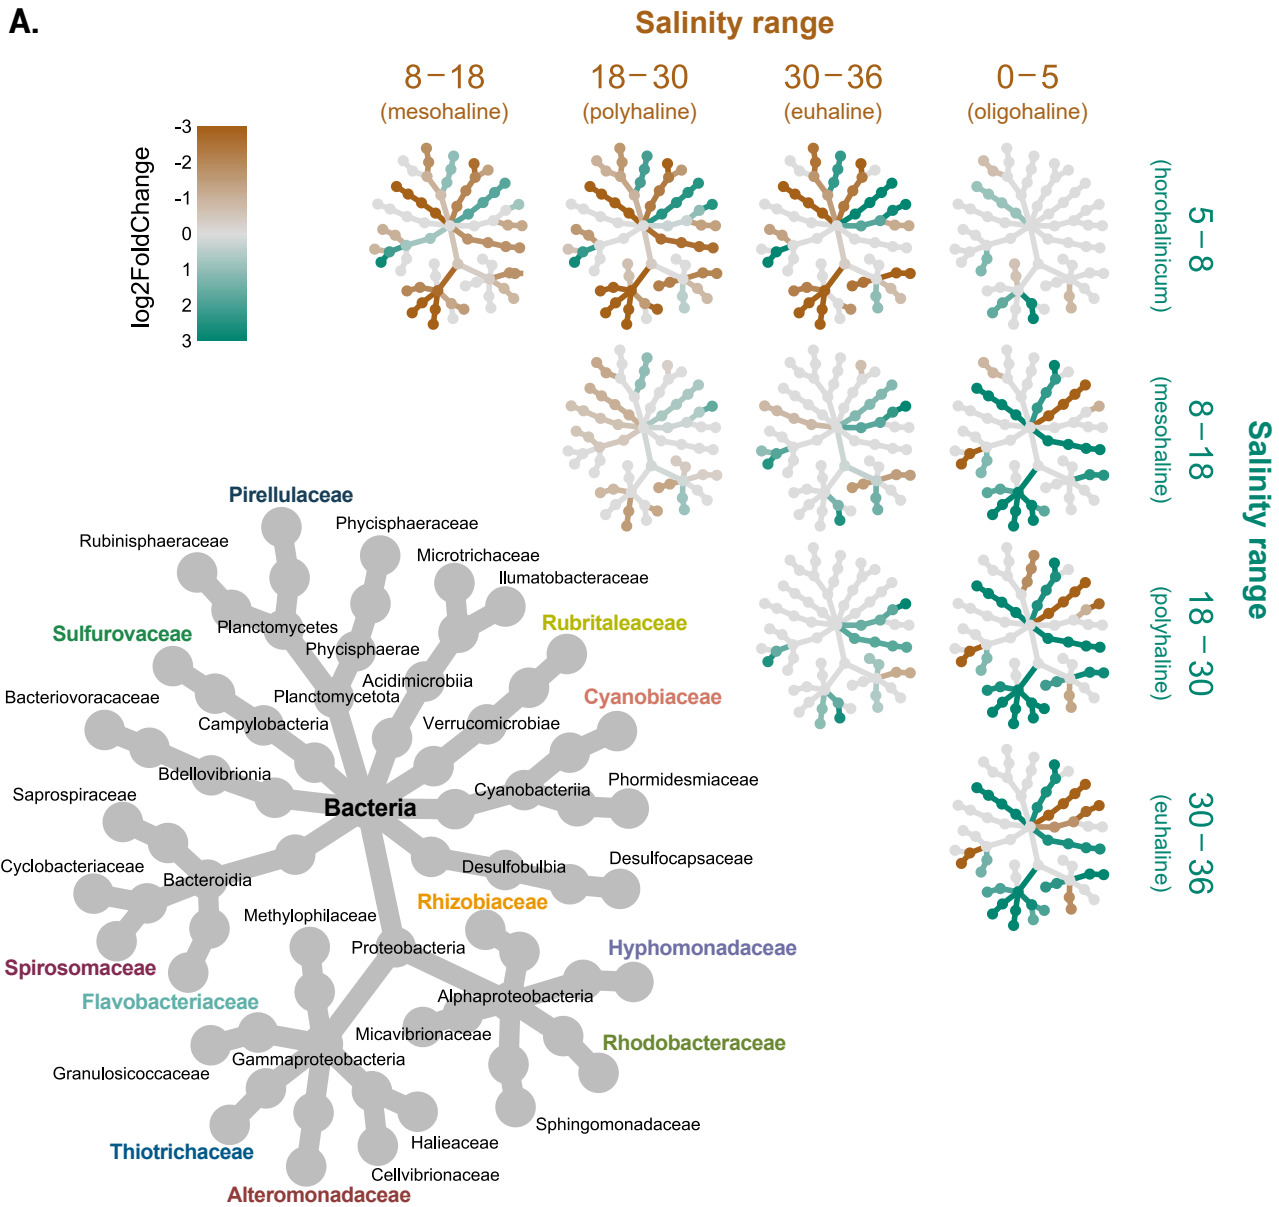 A.
Salinity range
8–18
18–30
30–36
0–5
(mesohaline)
(polyhaline)
(euhaline)
(oligohaline)
log2FoldChange
-3
-2
-1
0
1
2
3
5–8
(horohalinicum)
8–18
(mesohaline)
18–30
(polyhaline)
30–36
(euhaline)
Salinity range
Pirellulaceae
Phycisphaeraceae
Rubinisphaeraceae
Microtrichaceae
Ilumatobacteraceae
Planctomycetes
Rubritaleaceae
Sulfurovaceae
Phycisphaerae
Acidimicrobiia
Planctomycetota
Cyanobiaceae
Bacteriovoracaceae
Campylobacteria
Verrucomicrobiae
Bdellovibrionia
Phormidesmiaceae
Cyanobacteriia
Saprospiraceae
Bacteria
Desulfocapsaceae
Cyclobacteriaceae
Desulfobulbia
Bacteroidia
Rhizobiaceae
Methylophilaceae
Proteobacteria
Hyphomonadaceae
Spirosomaceae
Alphaproteobacteria
Flavobacteriaceae
Micavibrionaceae
Rhodobacteraceae
Gammaproteobacteria
Granulosicoccaceae
Sphingomonadaceae
Halieaceae
Thiotrichaceae
Cellvibrionaceae
Alteromonadaceae